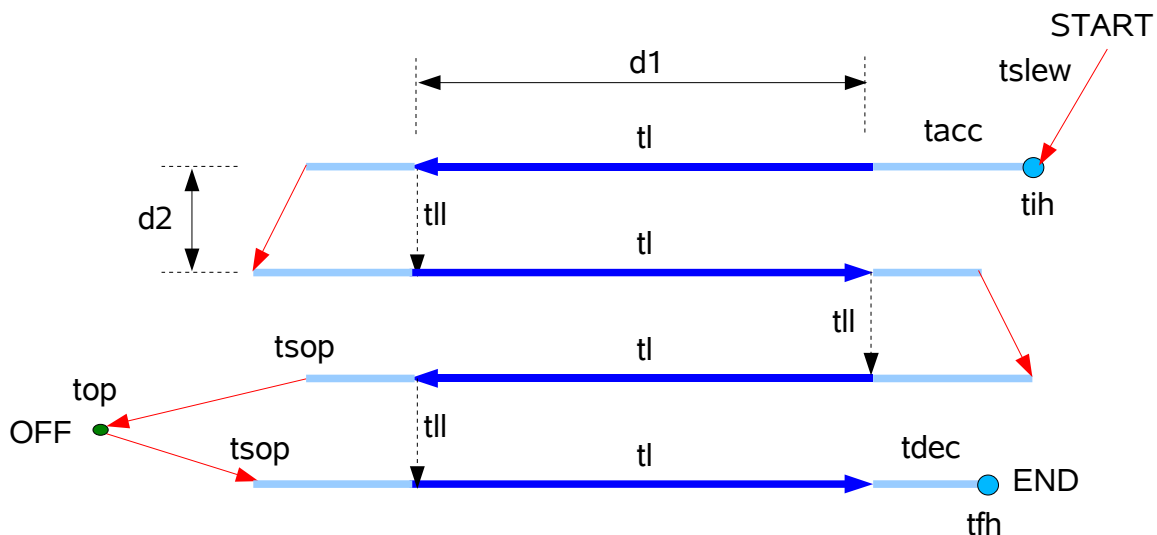 START
tslew
d1
tacc
tl
tih
d2
tll
tl
tll
tsop
tl
top
OFF
tll
tsop
tl
tdec
END
tfh